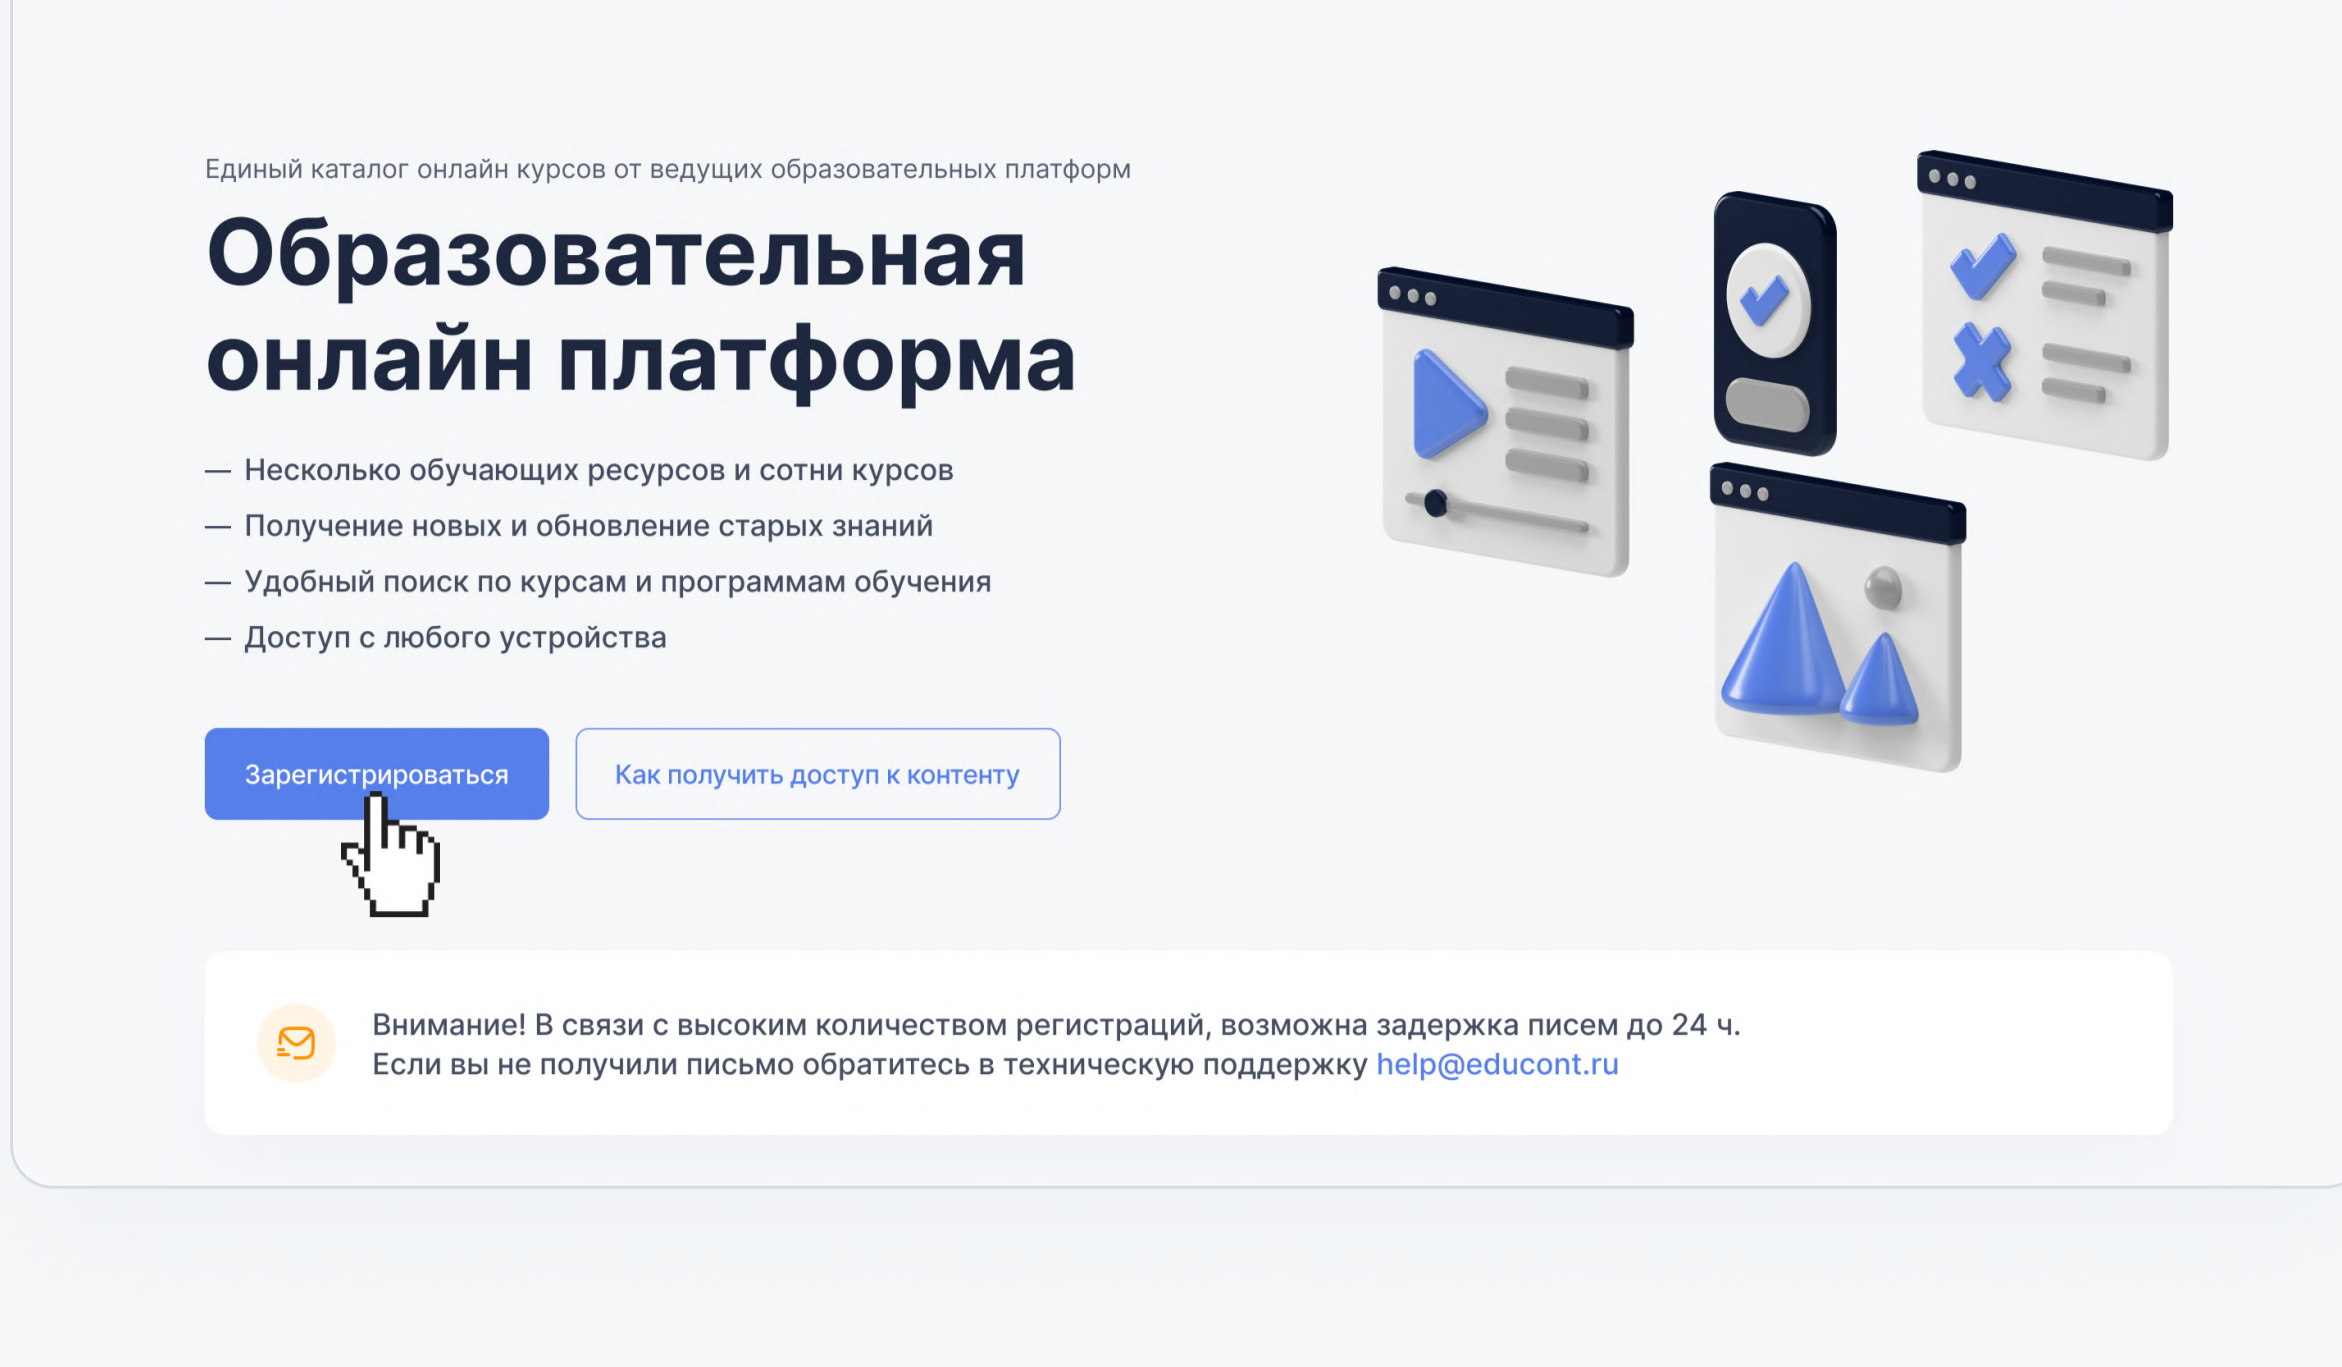 Единый каталог онлайн курсов от ведущих образовательных платформ
Образовательная
онлайн платформа
— Несколько обучающих ресурсов и сотни курсов
— Получение новых и обновление старых знаний
— Удобный поиск по курсам и программам обучения
— Доступ с любого устройства
Зарегистрироваться
Как получить доступ к контенту
Внимание! В связи с высоким количеством регистраций, возможна задержка писем до 24 ч.
Если вы не получили письмо обратитесь в техническую поддержку help@educont.ru